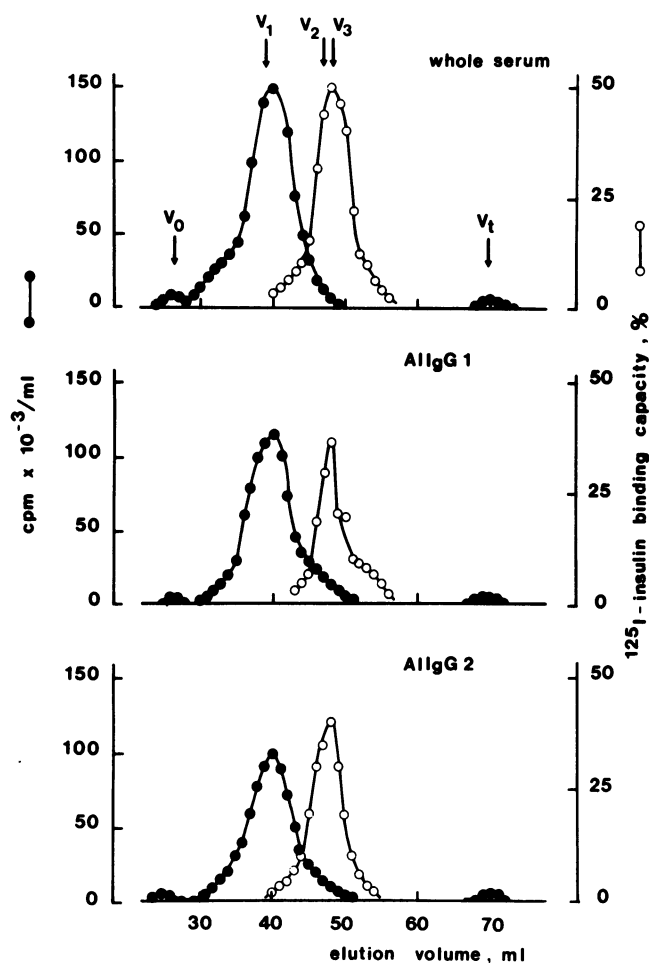 V1 V2 V3
whole serum
150 50
100
V0 Vt
25
50
0 0
AIIgG 1
150 50
100
25
50
0 0
AIIgG 2
150 50
100
25
50
0 0
30 40 50 60 70
elution volume, ml
cpm x 10-3/ml
125I-insulin binding capacity, %